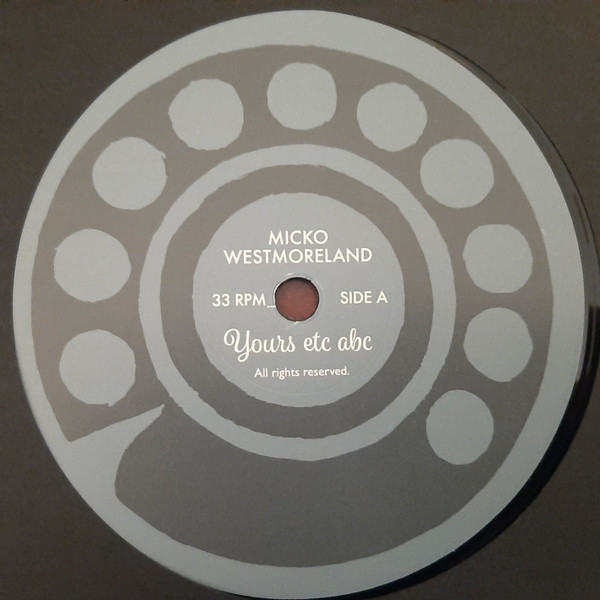 MICKO
WESTMORELAND
33 RPM SIDE A
Yours etc abc
All rights reserved.